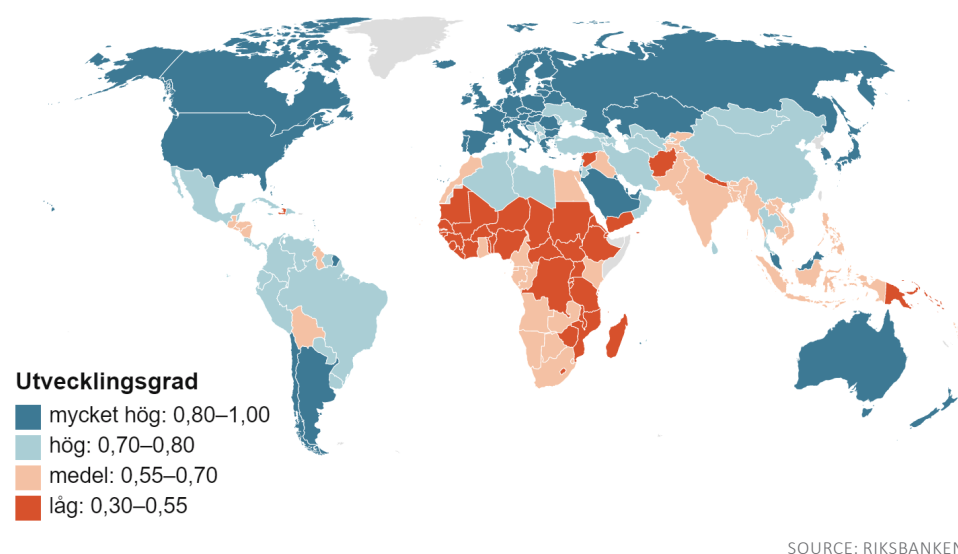 Utvecklingsgrad
mycket hög: 0,80–1,00
hög: 0,70–0,80
medel: 0,55–0,70
låg: 0,30–0,55
SOURCE: RIKSBANKEN